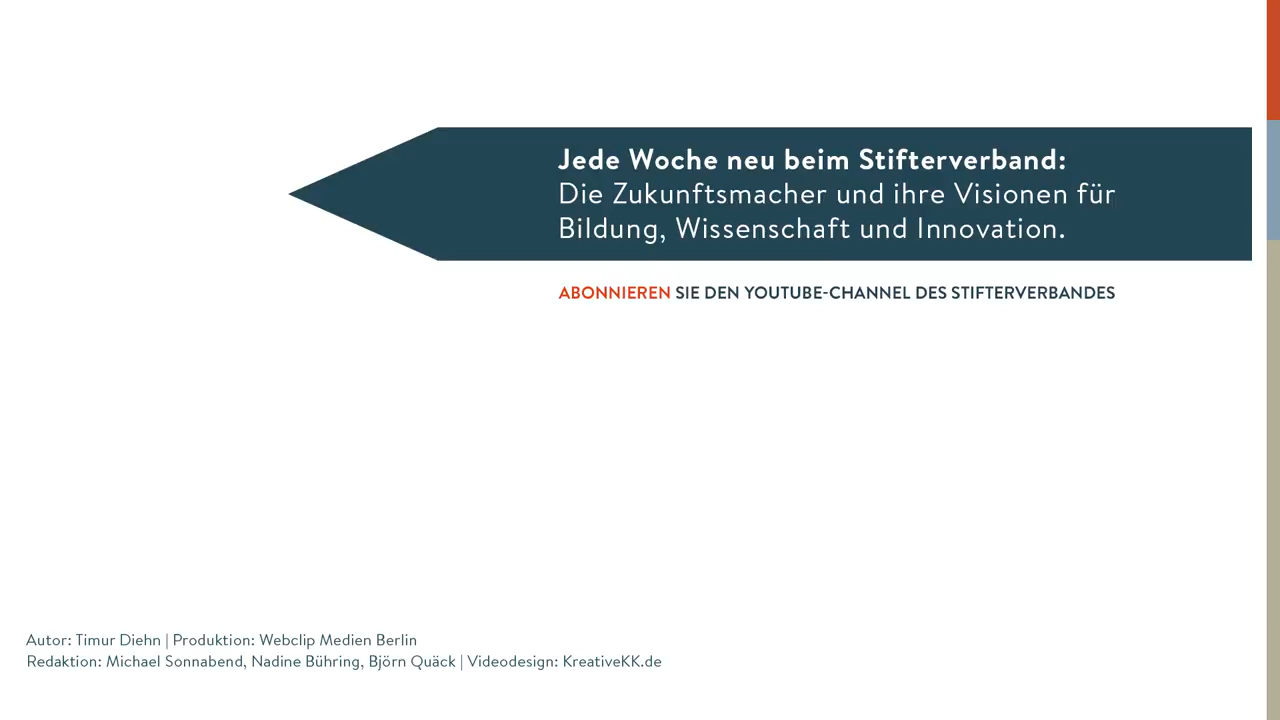 Jede Woche neu beim Stifterverband:
Die Zukunftsmacher und ihre Visionen für
Bildung, Wissenschaft und Innovation.
ABONNIEREN SIE DEN YOUTUBE-CHANNEL DES STIFTERVERBANDES
Autor: Timur Diehn | Produktion: Webclip Medien Berlin
Redaktion: Michael Sonnabend, Nadine Bühring, Björn Quäck | Videodesign: KreativeKK.de